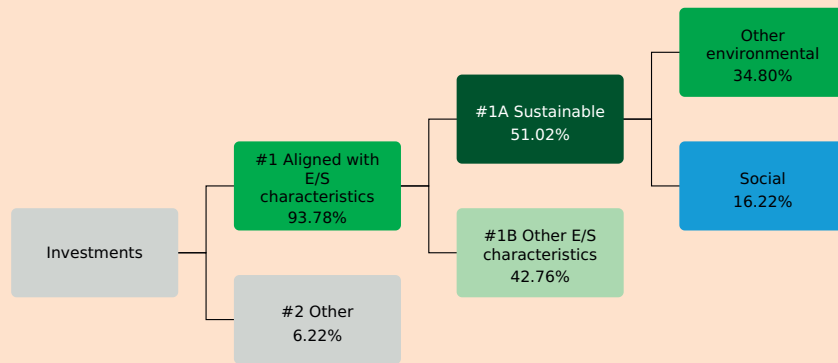 Investments
#1 Aligned with
E/S
characteristics
93.78%
#2 Other
6.22%
#1A Sustainable
51.02%
#1B Other E/S
characteristics
42.76%
Other
environmental
34.80%
Social
16.22%